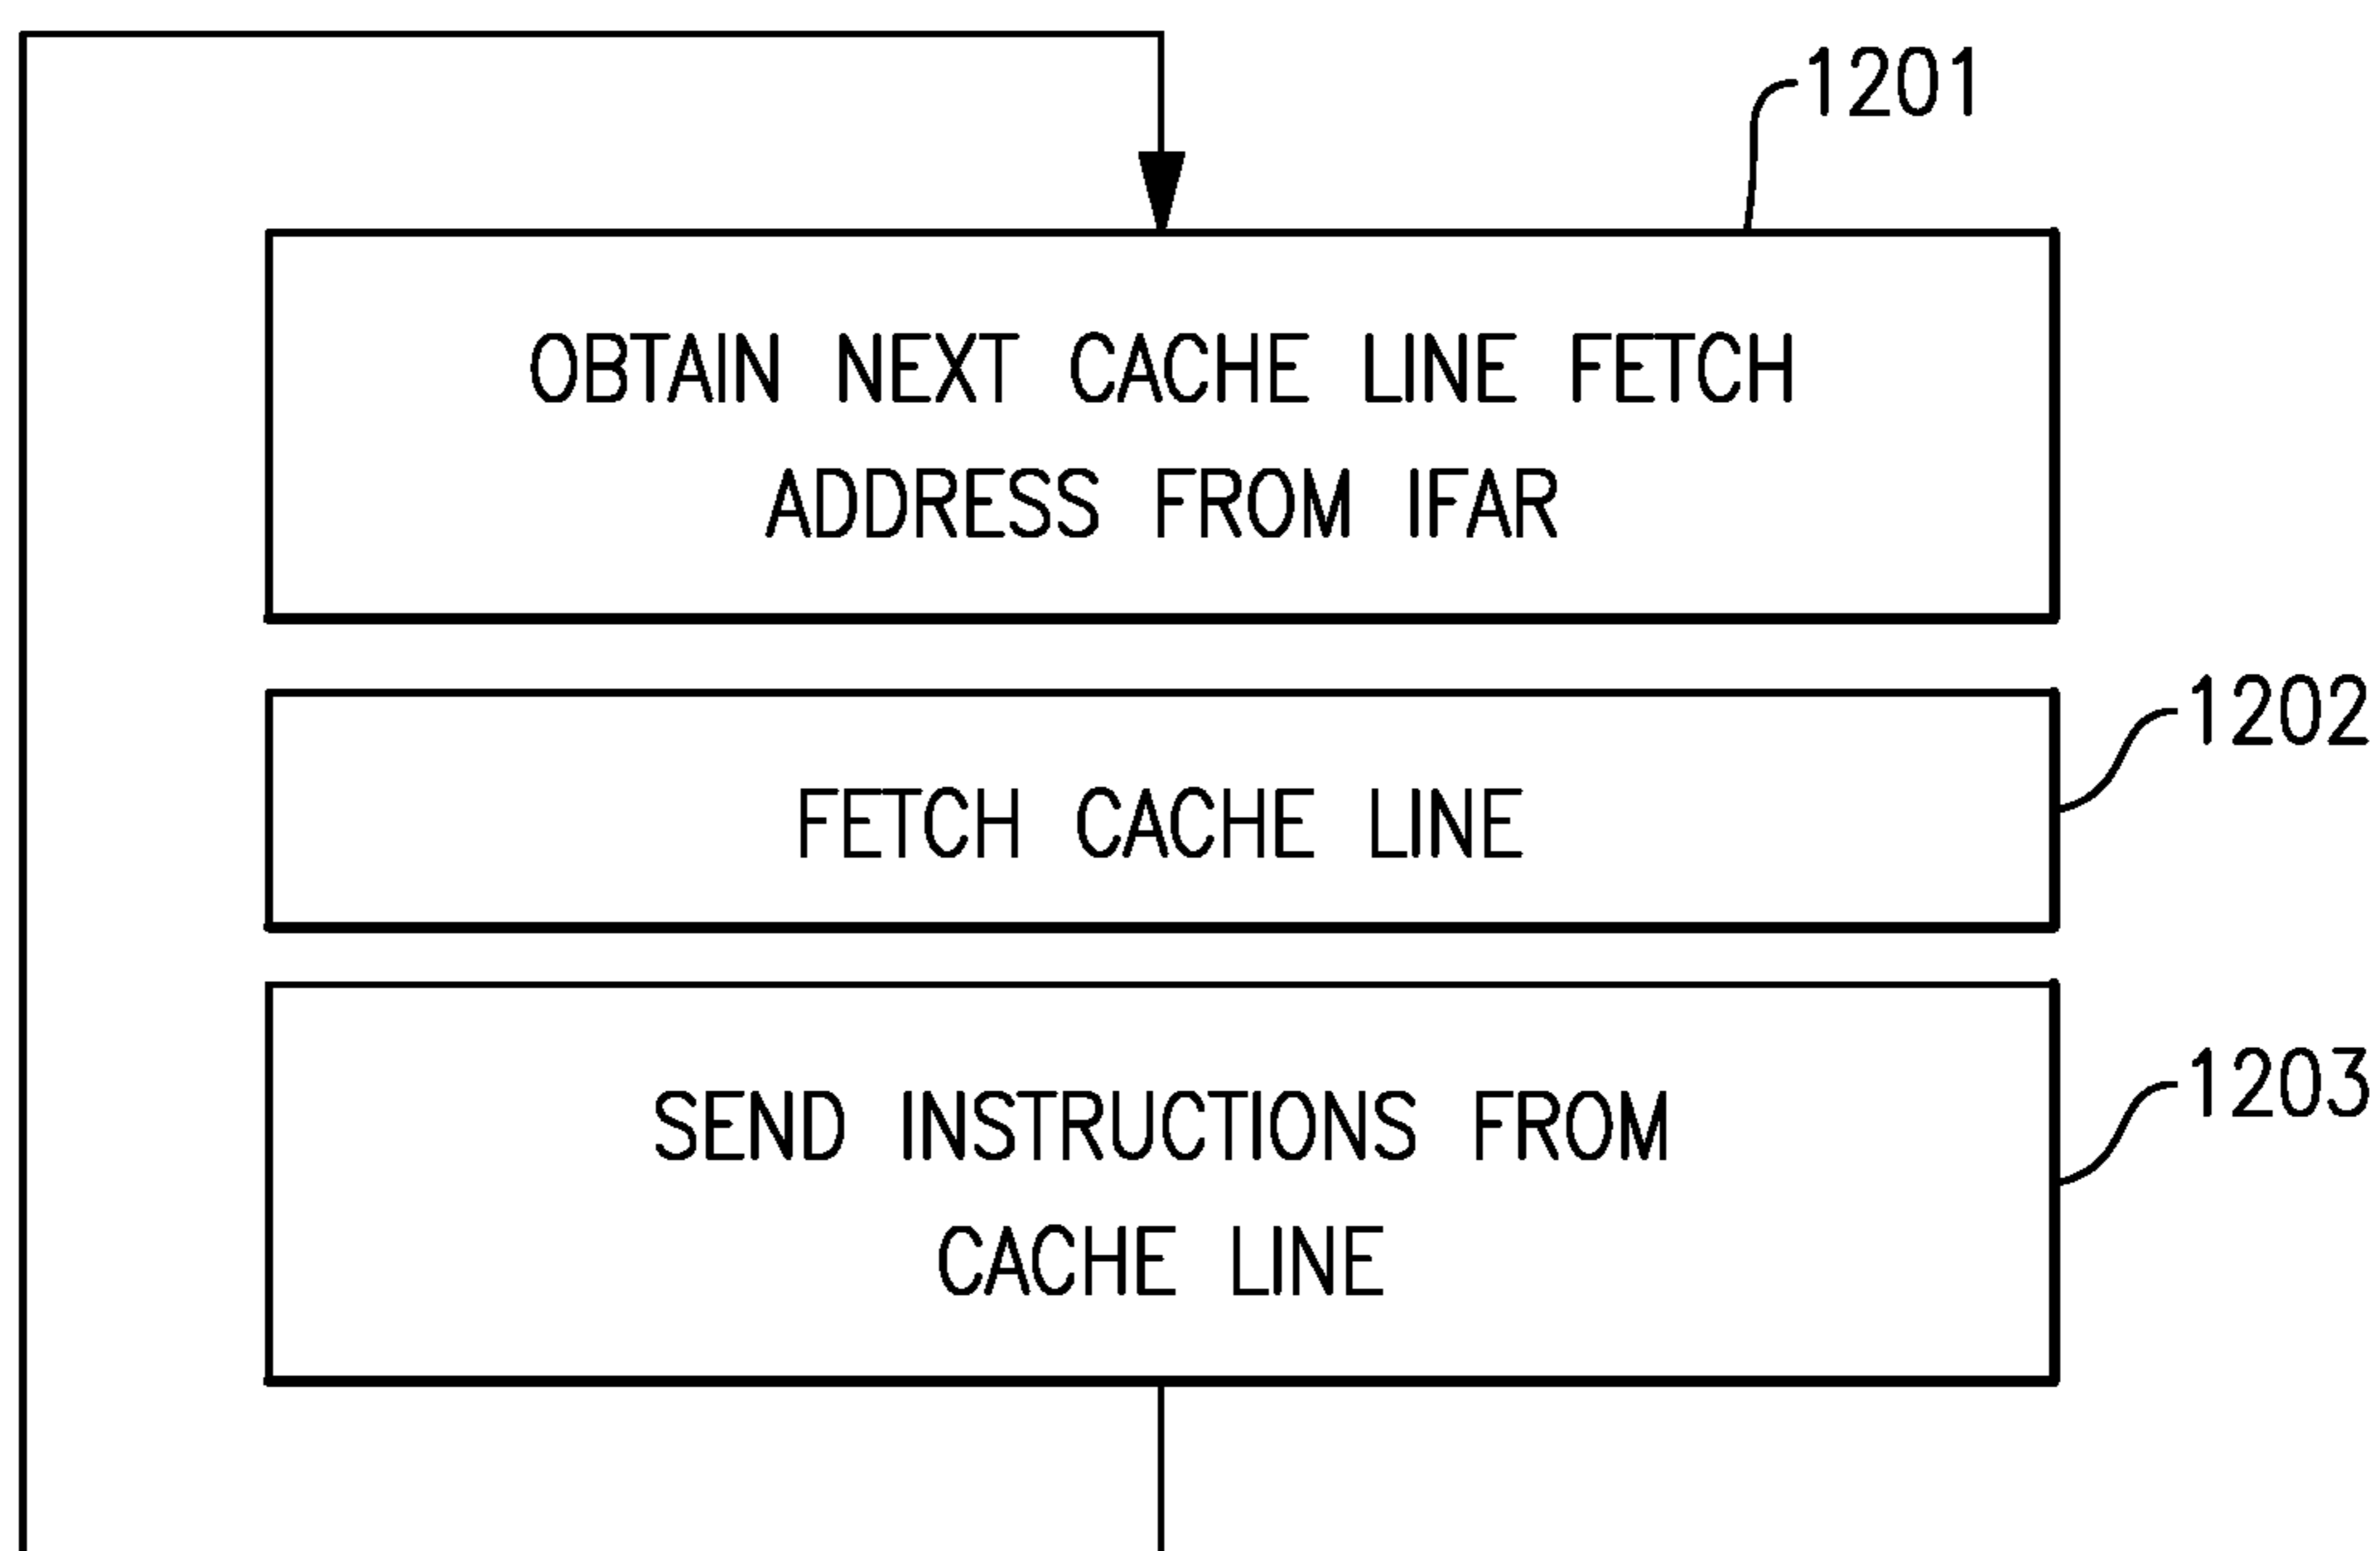 1201
OBTAIN NEXT CACHE LINE FETCH
ADDRESS FROM IFAR
1202
FETCH CACHE LINE
1203
SEND INSTRUCTIONS FROM
CACHE LINE